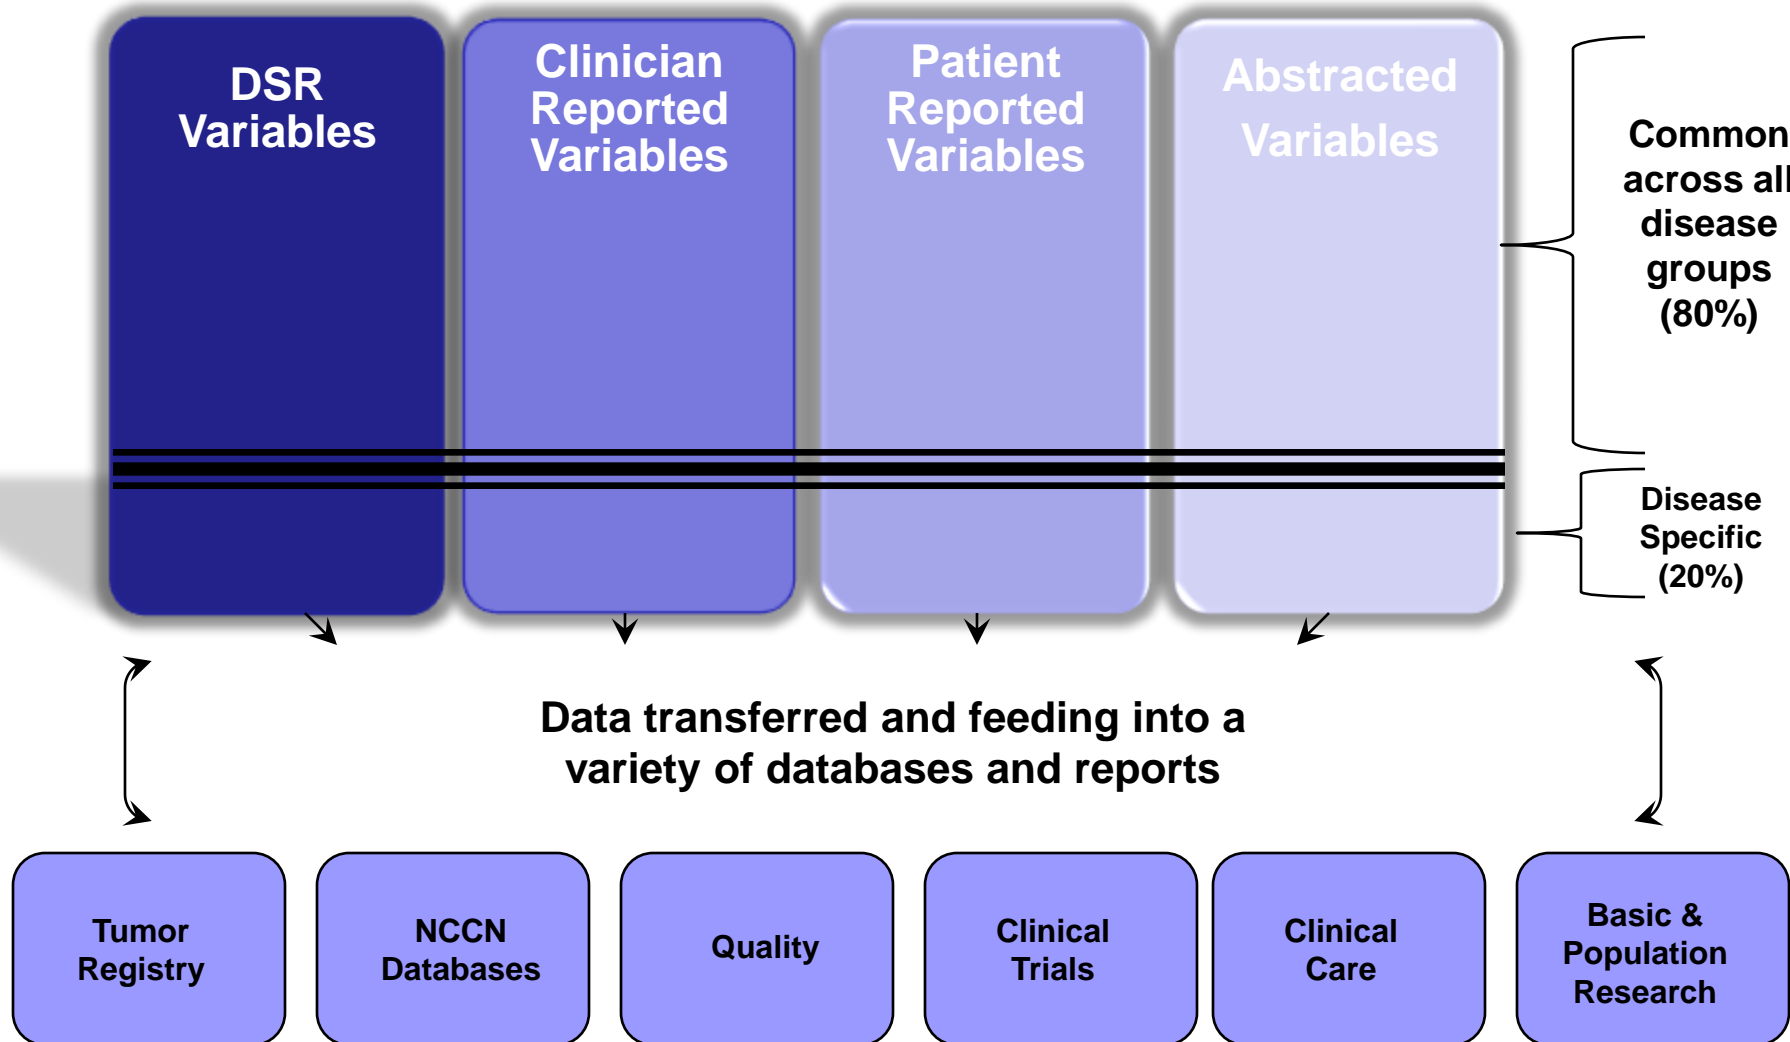 DSR
Variables
Clinician
Reported
Variables
Patient
Reported
Variables
Abstracted
Variables
Common
across all
disease
groups
(80%)
Disease
Specific
(20%)
Data transferred and feeding into a
variety of databases and reports
Tumor
Registry
NCCN
Databases
Quality
Clinical
Trials
Clinical
Care
Basic &
Population
Research